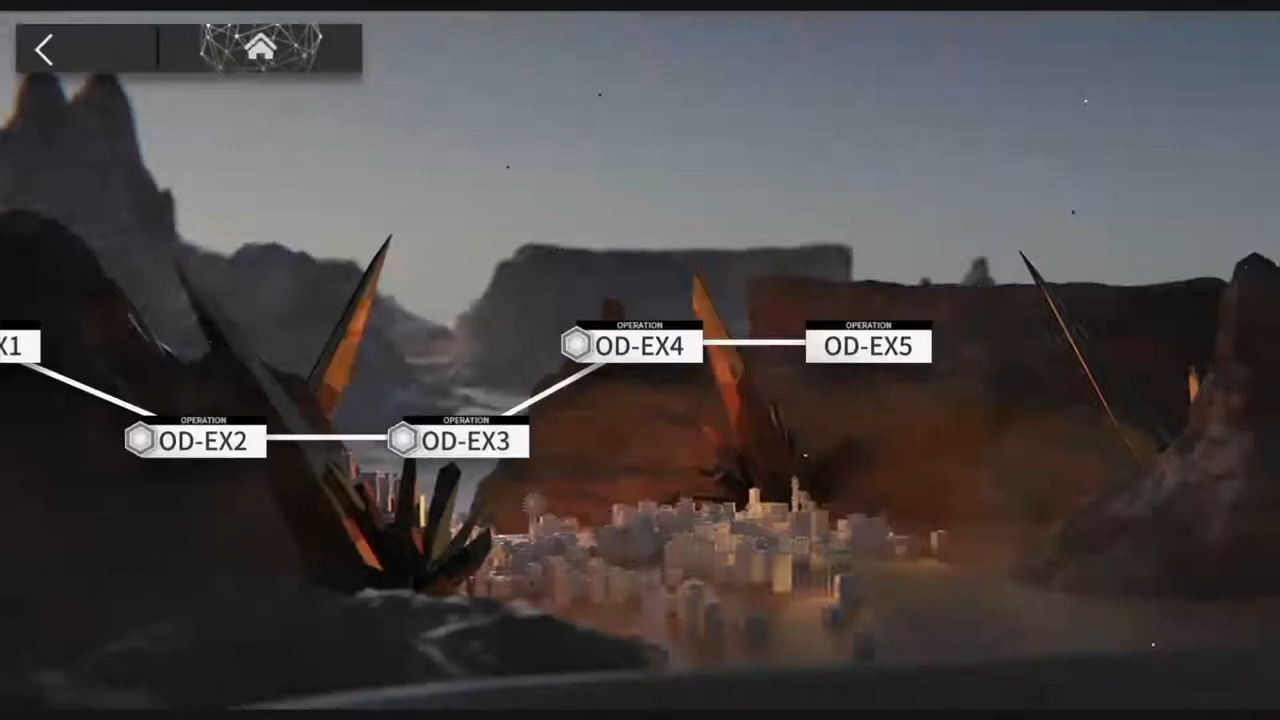 OPERATION
OD-EX4
OPERATION
OD-EX5
X1
OPERATION
OD-EX2
OPERATION
OD-EX3